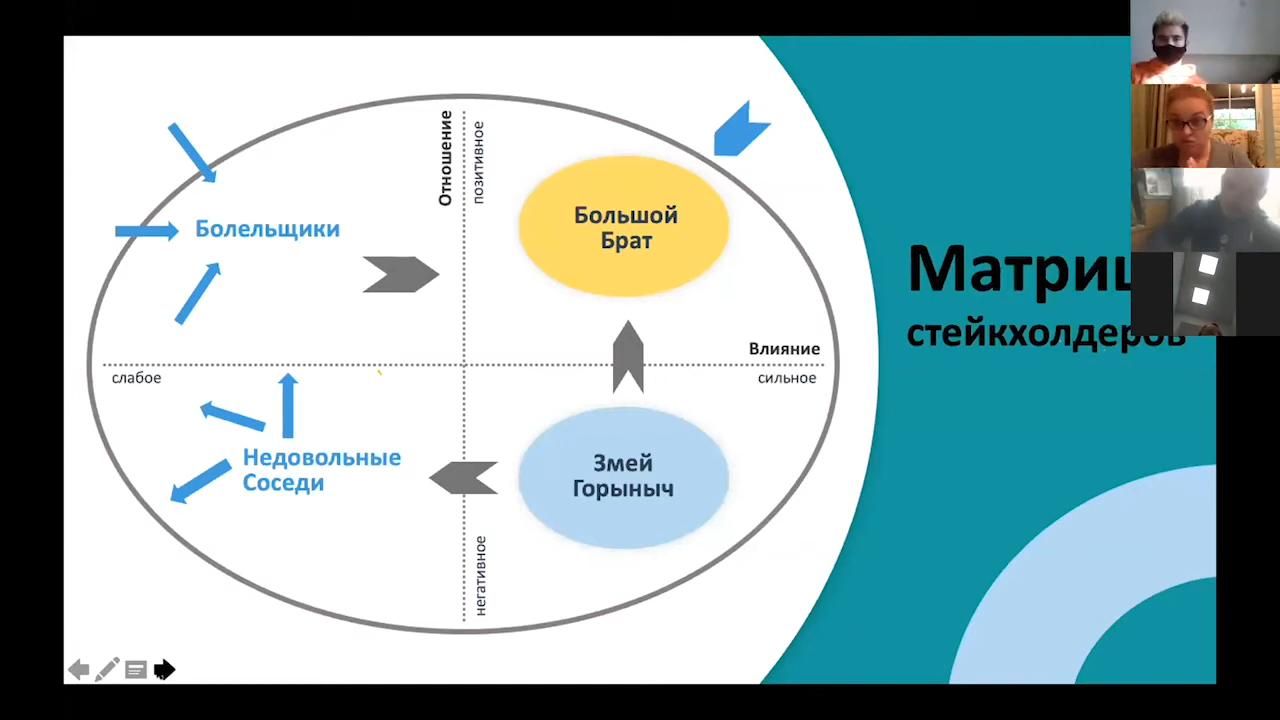 Отношение
позитивное
Большой
Брат
Болельщики
Влияние
слабое
сильное
Недовольные
Соседи
Змей
Горыныч
негативное
стейкхолдеров